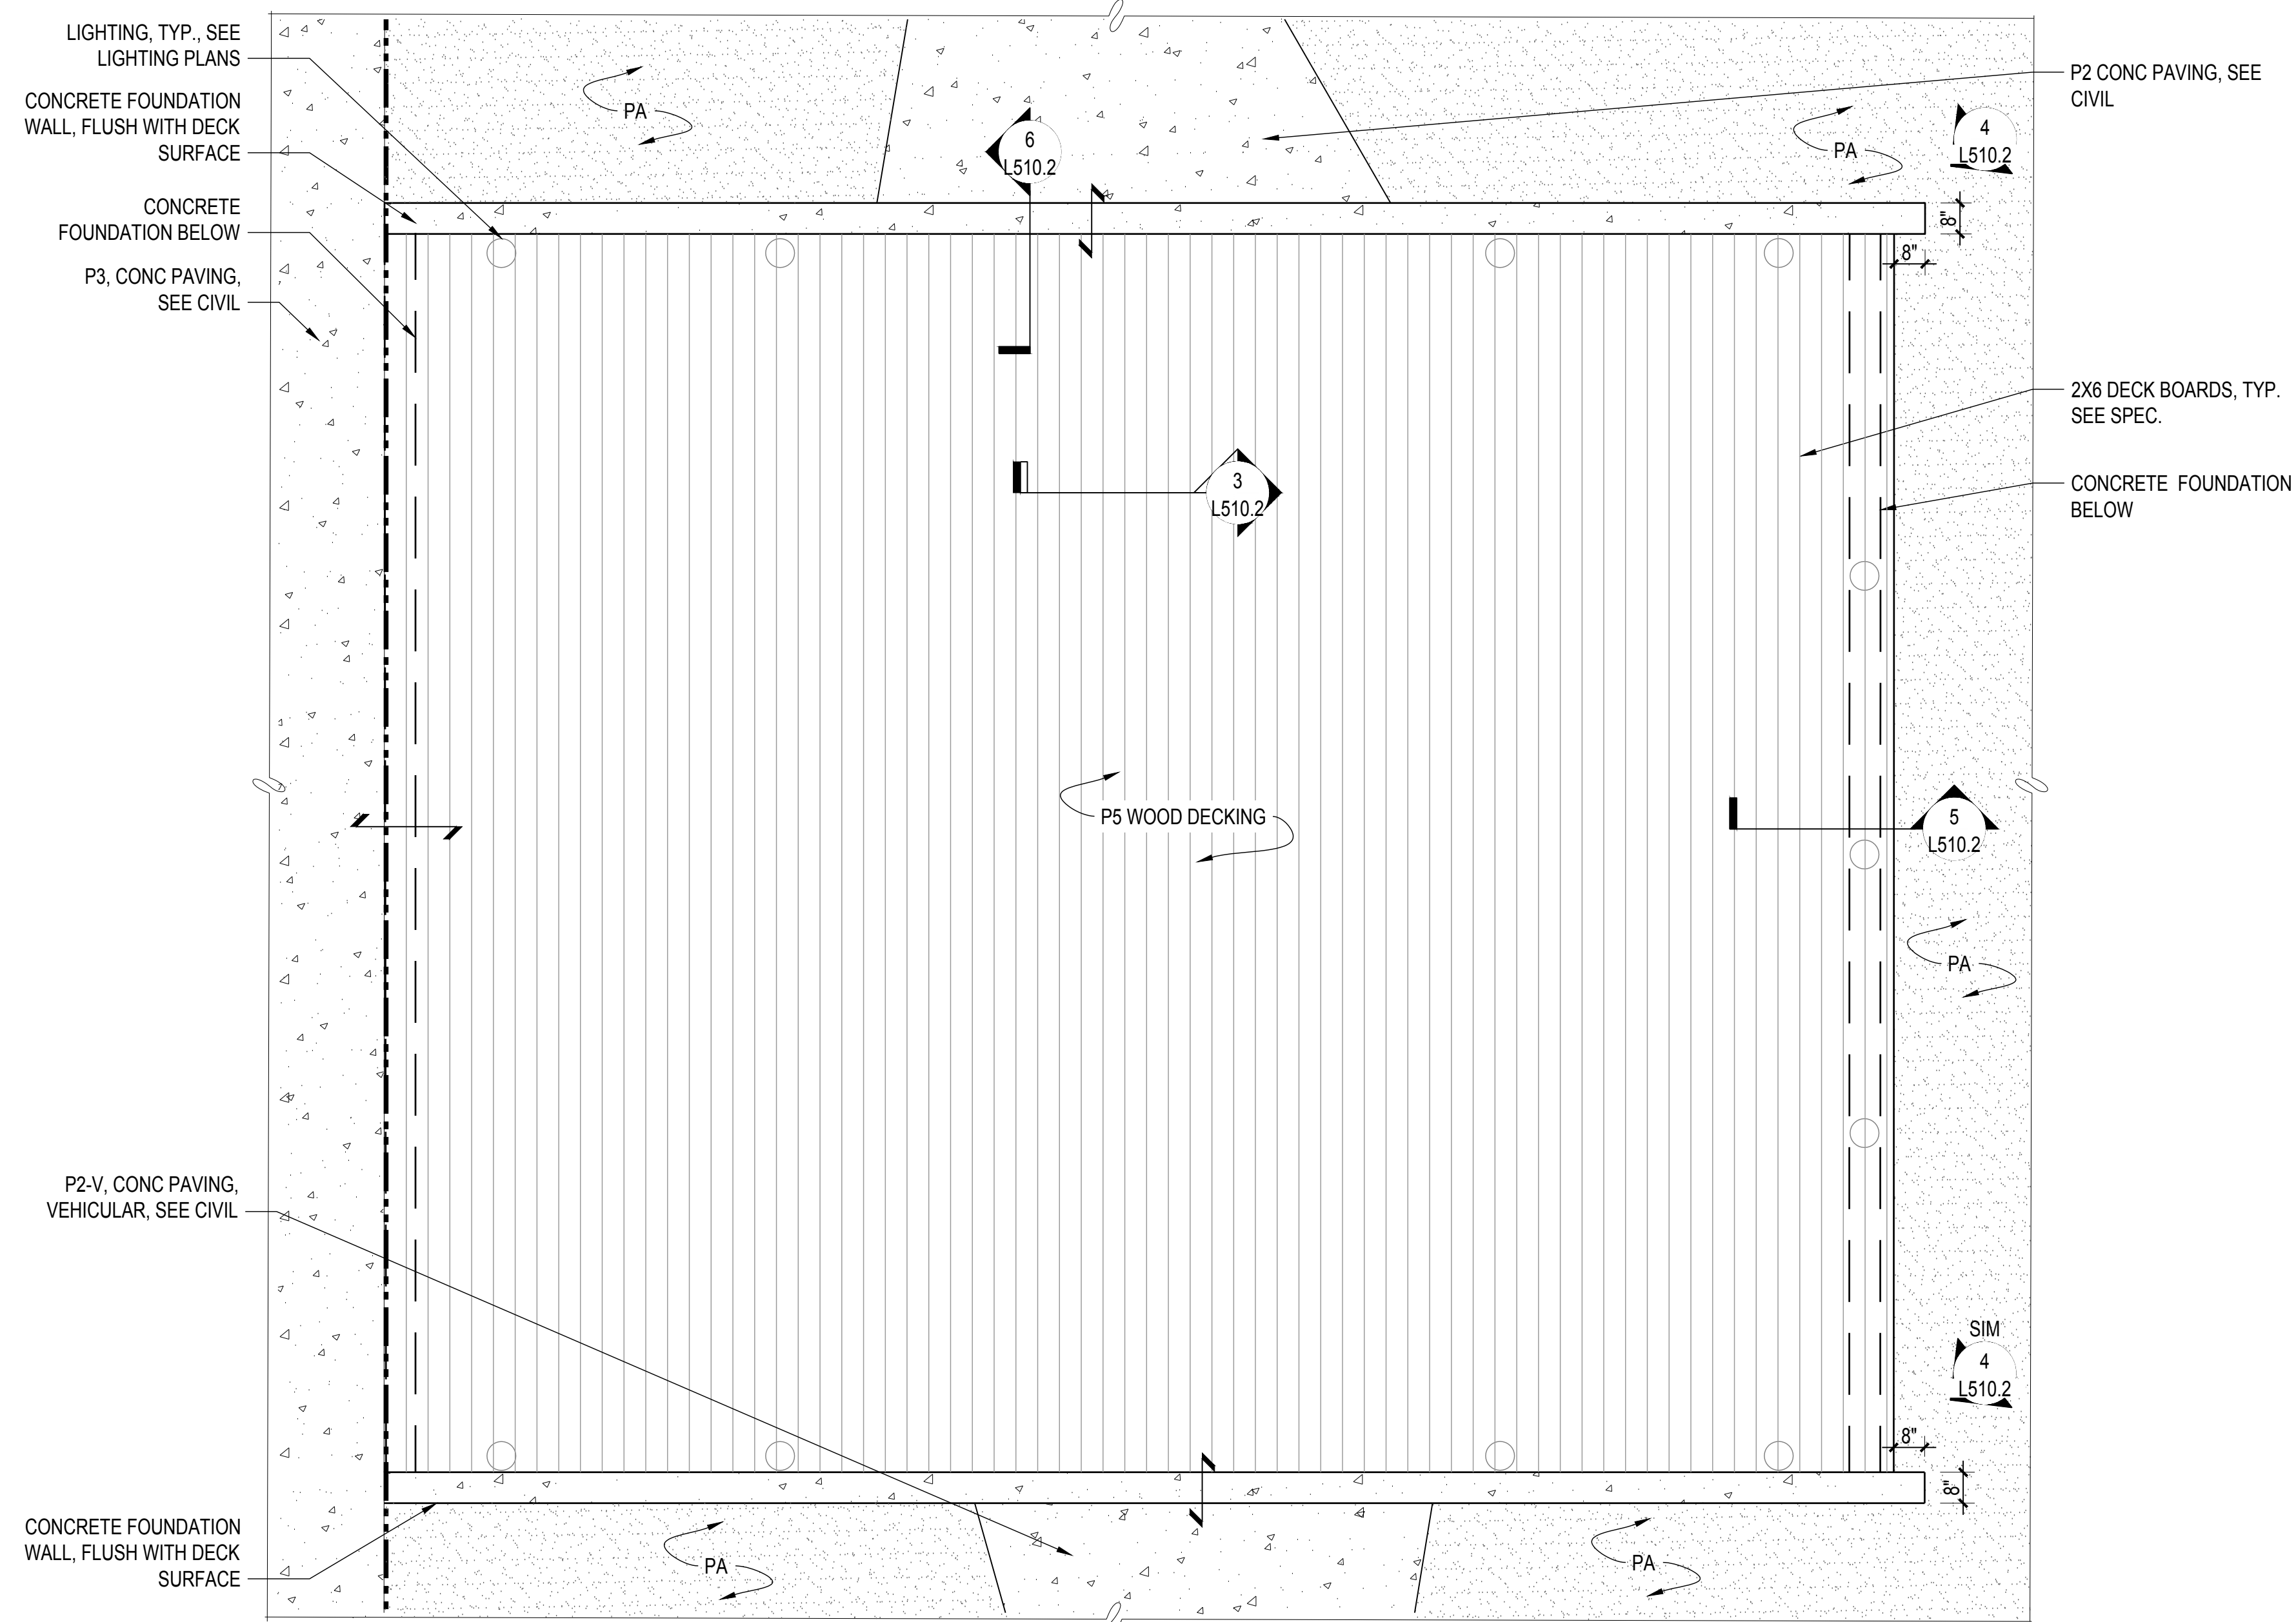 LIGHTING, TYP., SEE
LIGHTING PLANS
CONCRETE FOUNDATION
WALL, FLUSH WITH DECK
SURFACE
CONCRETE
FOUNDATION BELOW
P3, CONC PAVING,
SEE CIVIL
P2-V, CONC PAVING,
VEHICULAR, SEE CIVIL
CONCRETE FOUNDATION
WALL, FLUSH WITH DECK
SURFACE
PA
6
L510.2
PA
4
L510.2
8"
8"
3
L510.2
P5 WOOD DECKING
5
L510.2
PA
SIM
4
L510.2
8"
8"
PA
PA
P2 CONC PAVING, SEE
CIVIL
2X6 DECK BOARDS, TYP.
SEE SPEC.
CONCRETE FOUNDATION
BELOW